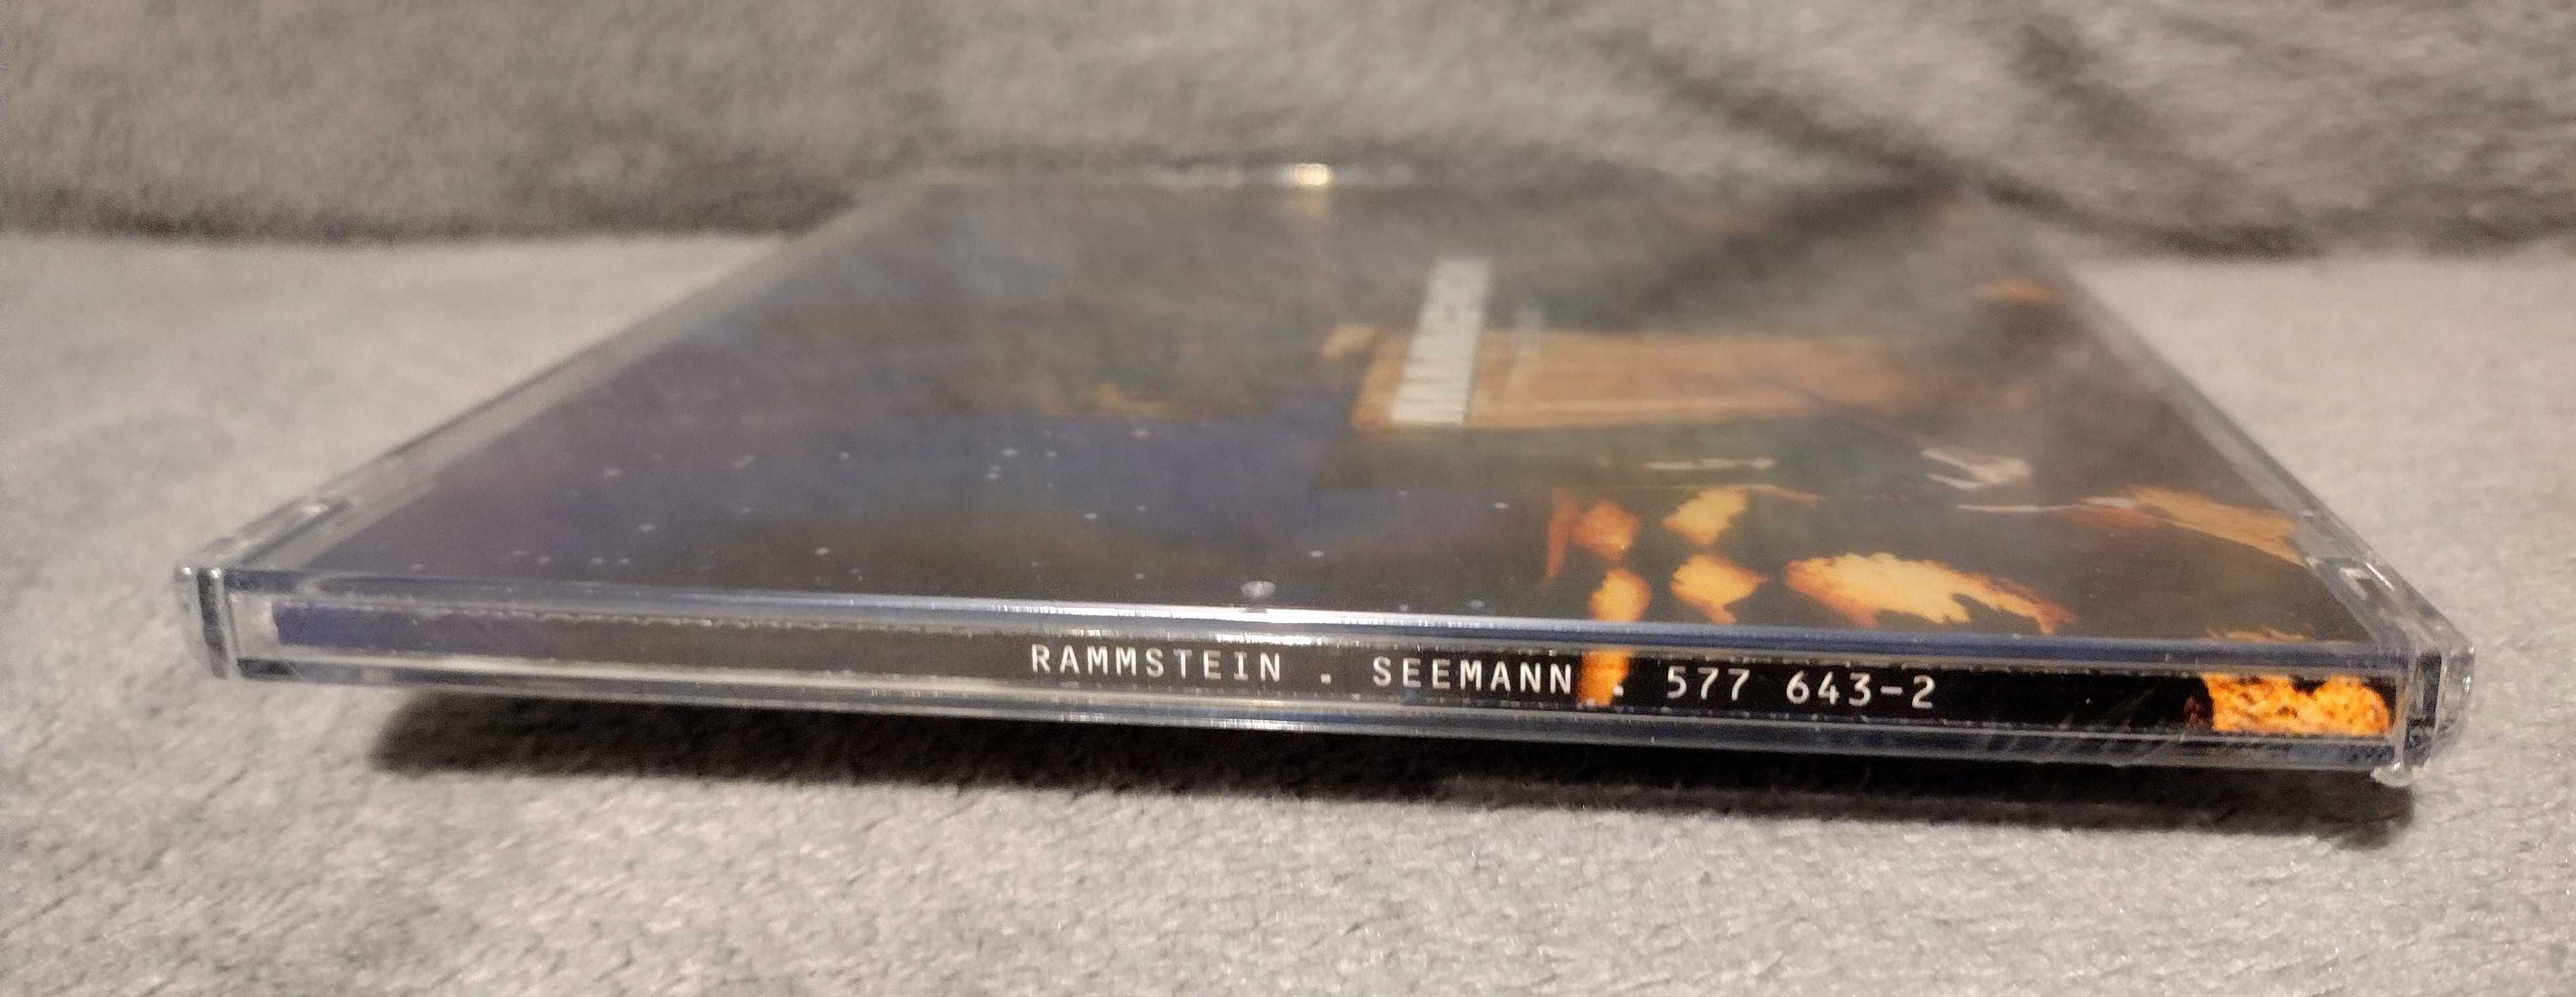 RAMMSTEIN . SEEMANN . 577 643-2